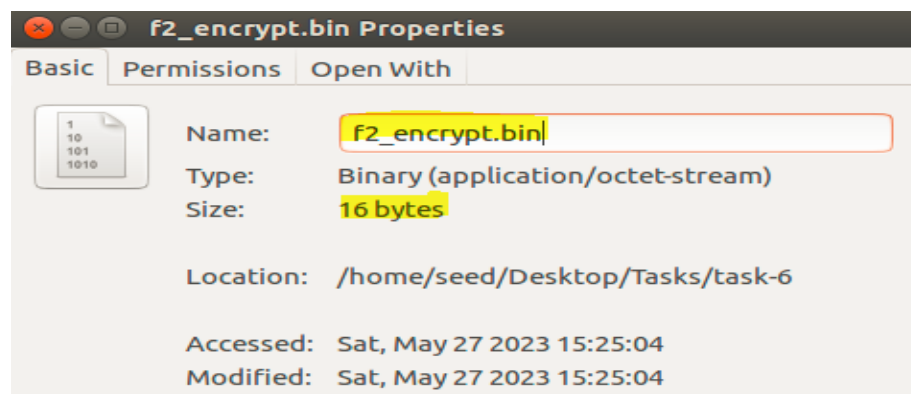 f2_encrypt.bin Properties
Basic Permissions Open With
1
10
101
1010
Name: f2_encrypt.bin
Type: Binary (application/octet-stream)
Size: 16 bytes
Location: /home/seed/Desktop/Tasks/task-6
Accessed: Sat, May 27 2023 15:25:04
Modified: Sat, May 27 2023 15:25:04